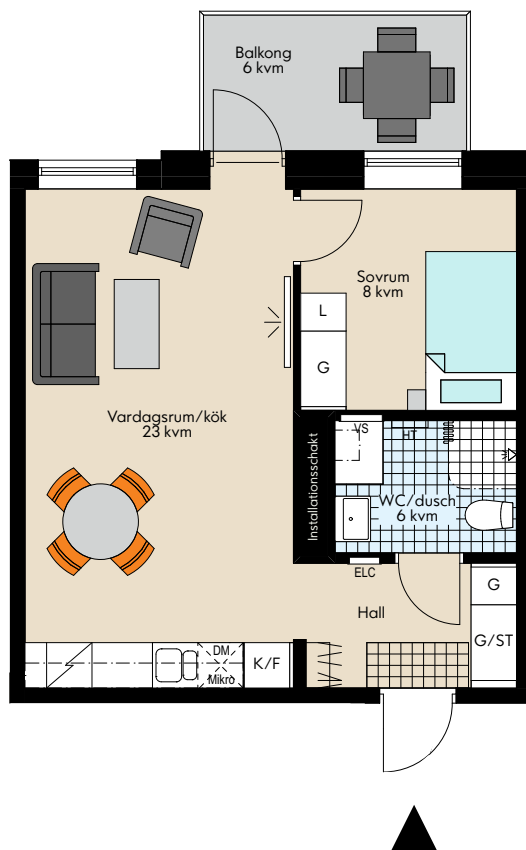 Balkong
6 kvm
Sovrum
8 kvm
L
G
Vardagsrum/kök
23 kvm
VS
HT
Installationsschakt
WC/dusch
6 kvm
ELC
Hall
G
G/ST
DM
K/F
Mikro